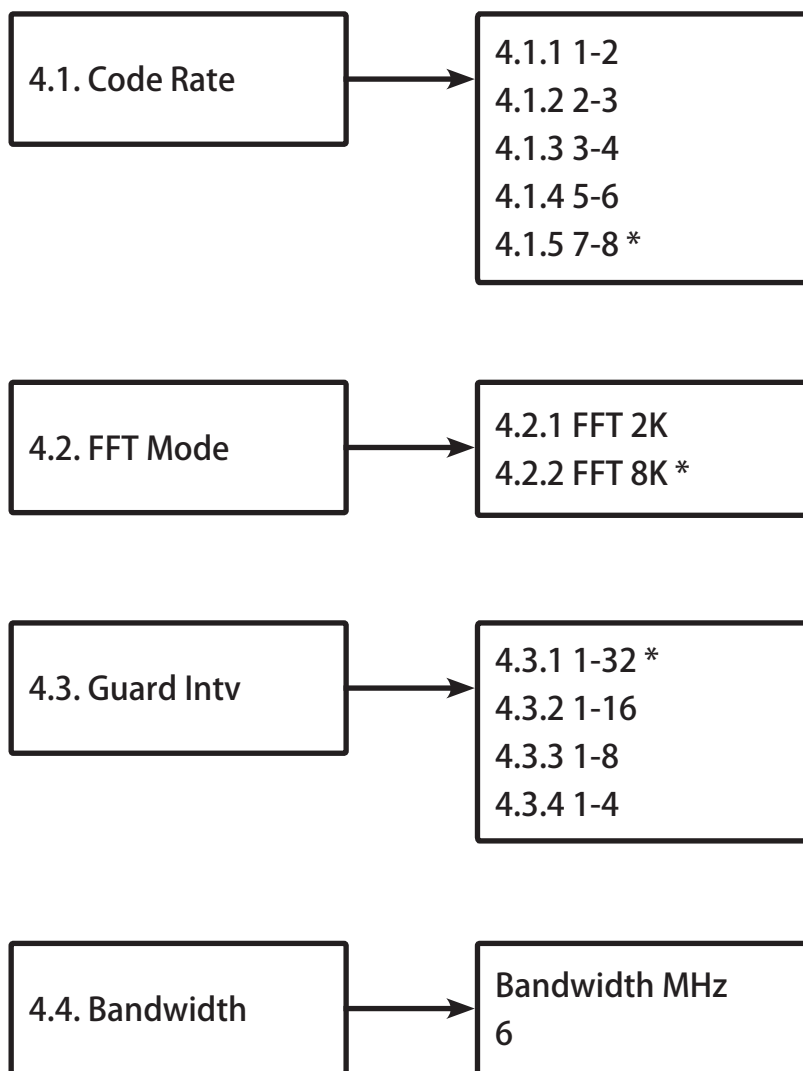 4.1. Code Rate
4.1.1 1-2
4.1.2 2-3
4.1.3 3-4
4.1.4 5-6
4.1.5 7-8 *
4.2. FFT Mode
4.2.1 FFT 2K
4.2.2 FFT 8K *
4.3. Guard Intv
4.3.1 1-32 *
4.3.2 1-16
4.3.3 1-8
4.3.4 1-4
4.4. Bandwidth
Bandwidth MHz
6